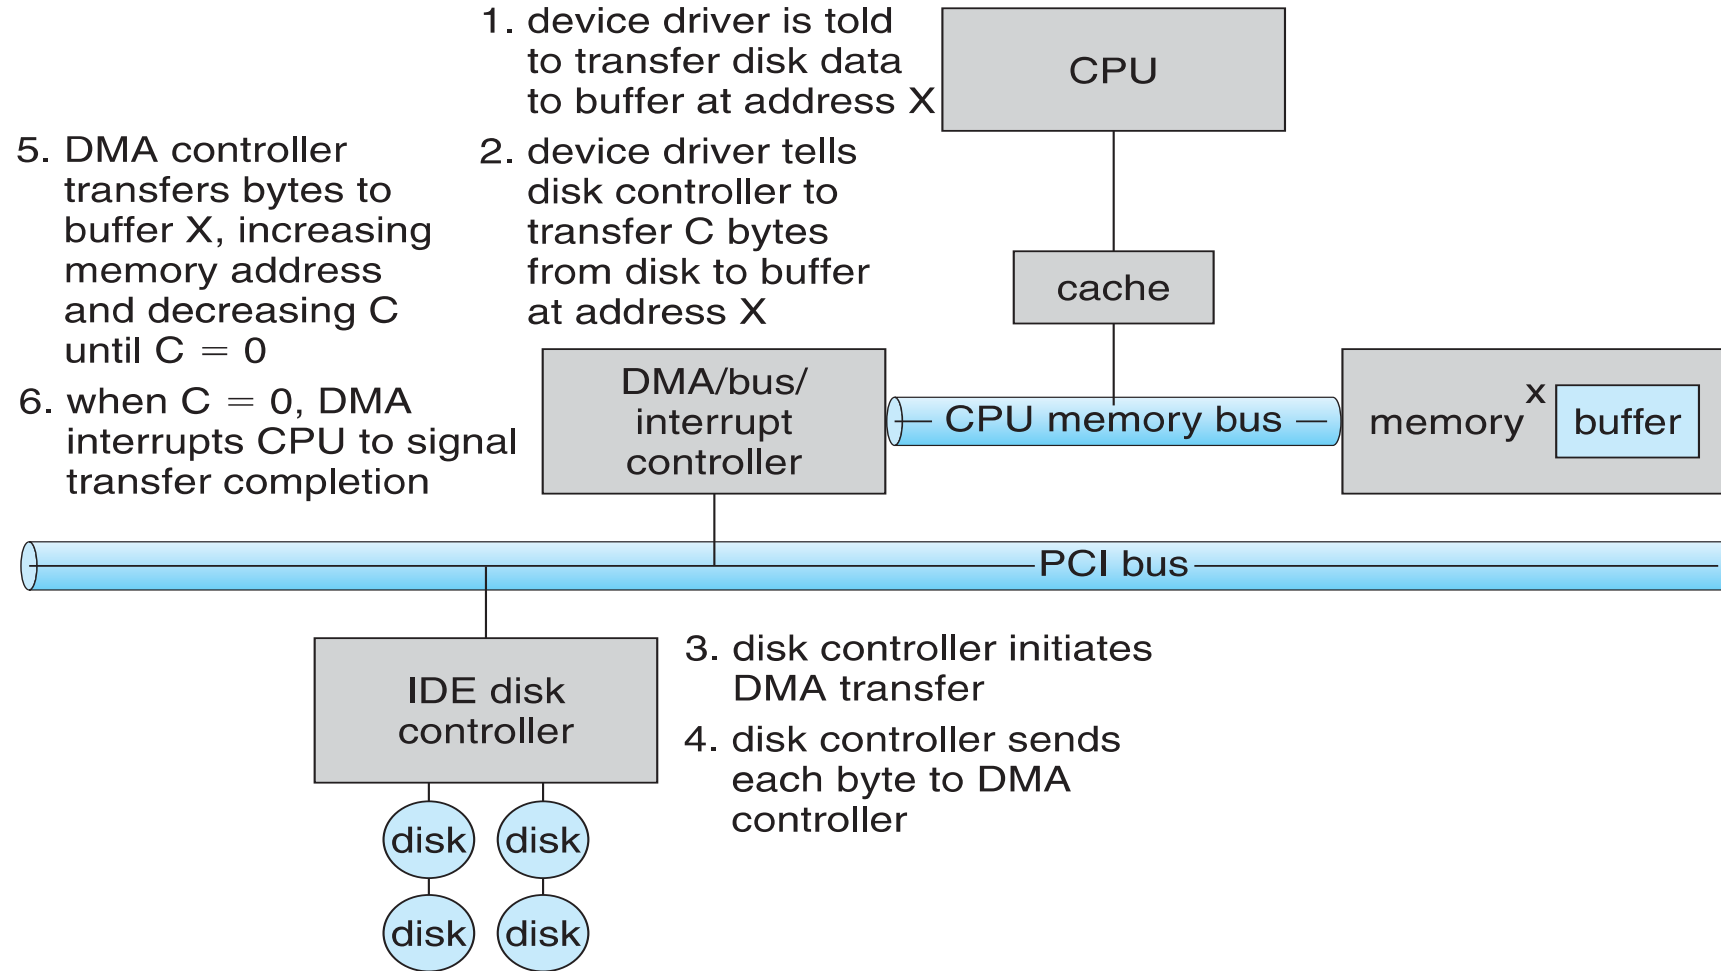 1. device driver is told
to transfer disk data
to buffer at address X
CPU
5. DMA controller
transfers bytes to
buffer X, increasing
memory address
and decreasing C
until C = 0
2. device driver tells
disk controller to
transfer C bytes
from disk to buffer
at address X
cache
6. when C = 0, DMA
interrupts CPU to signal
transfer completion
DMA/bus/
interrupt
controller
CPU memory bus
memory
x
buffer
PCI bus
IDE disk
controller
3. disk controller initiates
DMA transfer
4. disk controller sends
each byte to DMA
controller
disk
disk
disk
disk